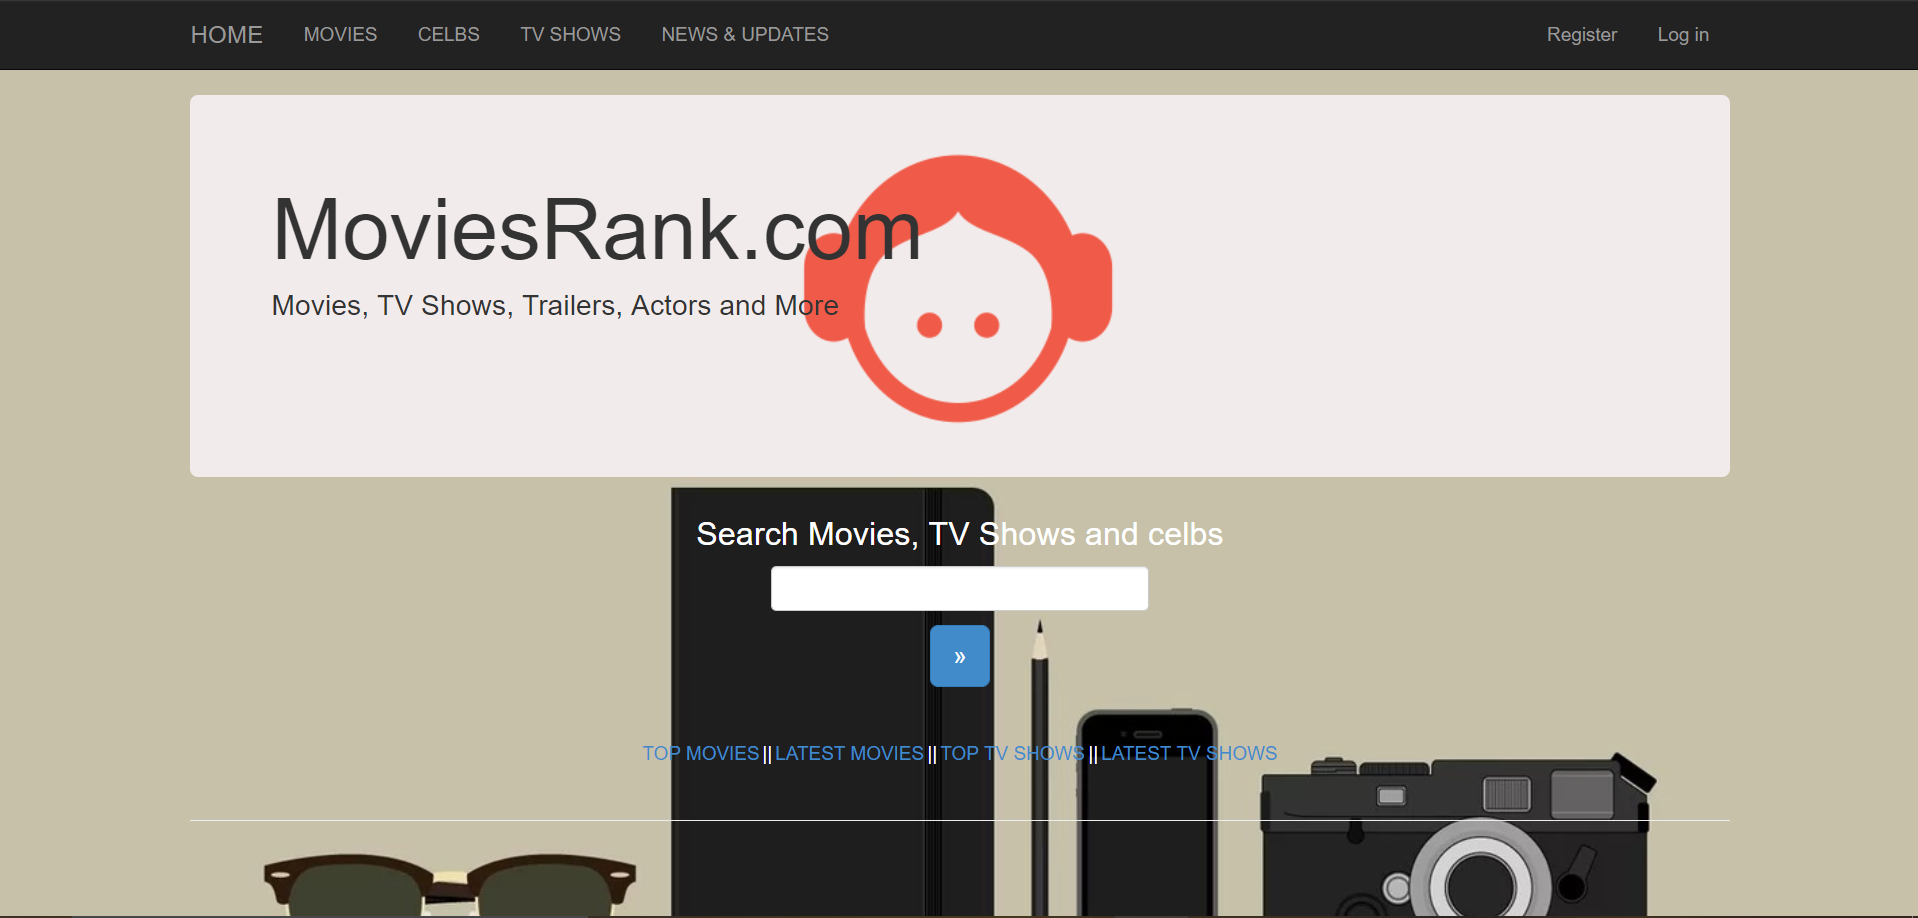 HOME MOVIES CELBS TV SHOWS NEWS & UPDATES Register Log in
MoviesRank.com
Movies, TV Shows, Trailers, Actors and More
Search Movies, TV Shows and celbs
»
TOP MOVIES || LATEST MOVIES || TOP TV SHOWS || LATEST TV SHOWS